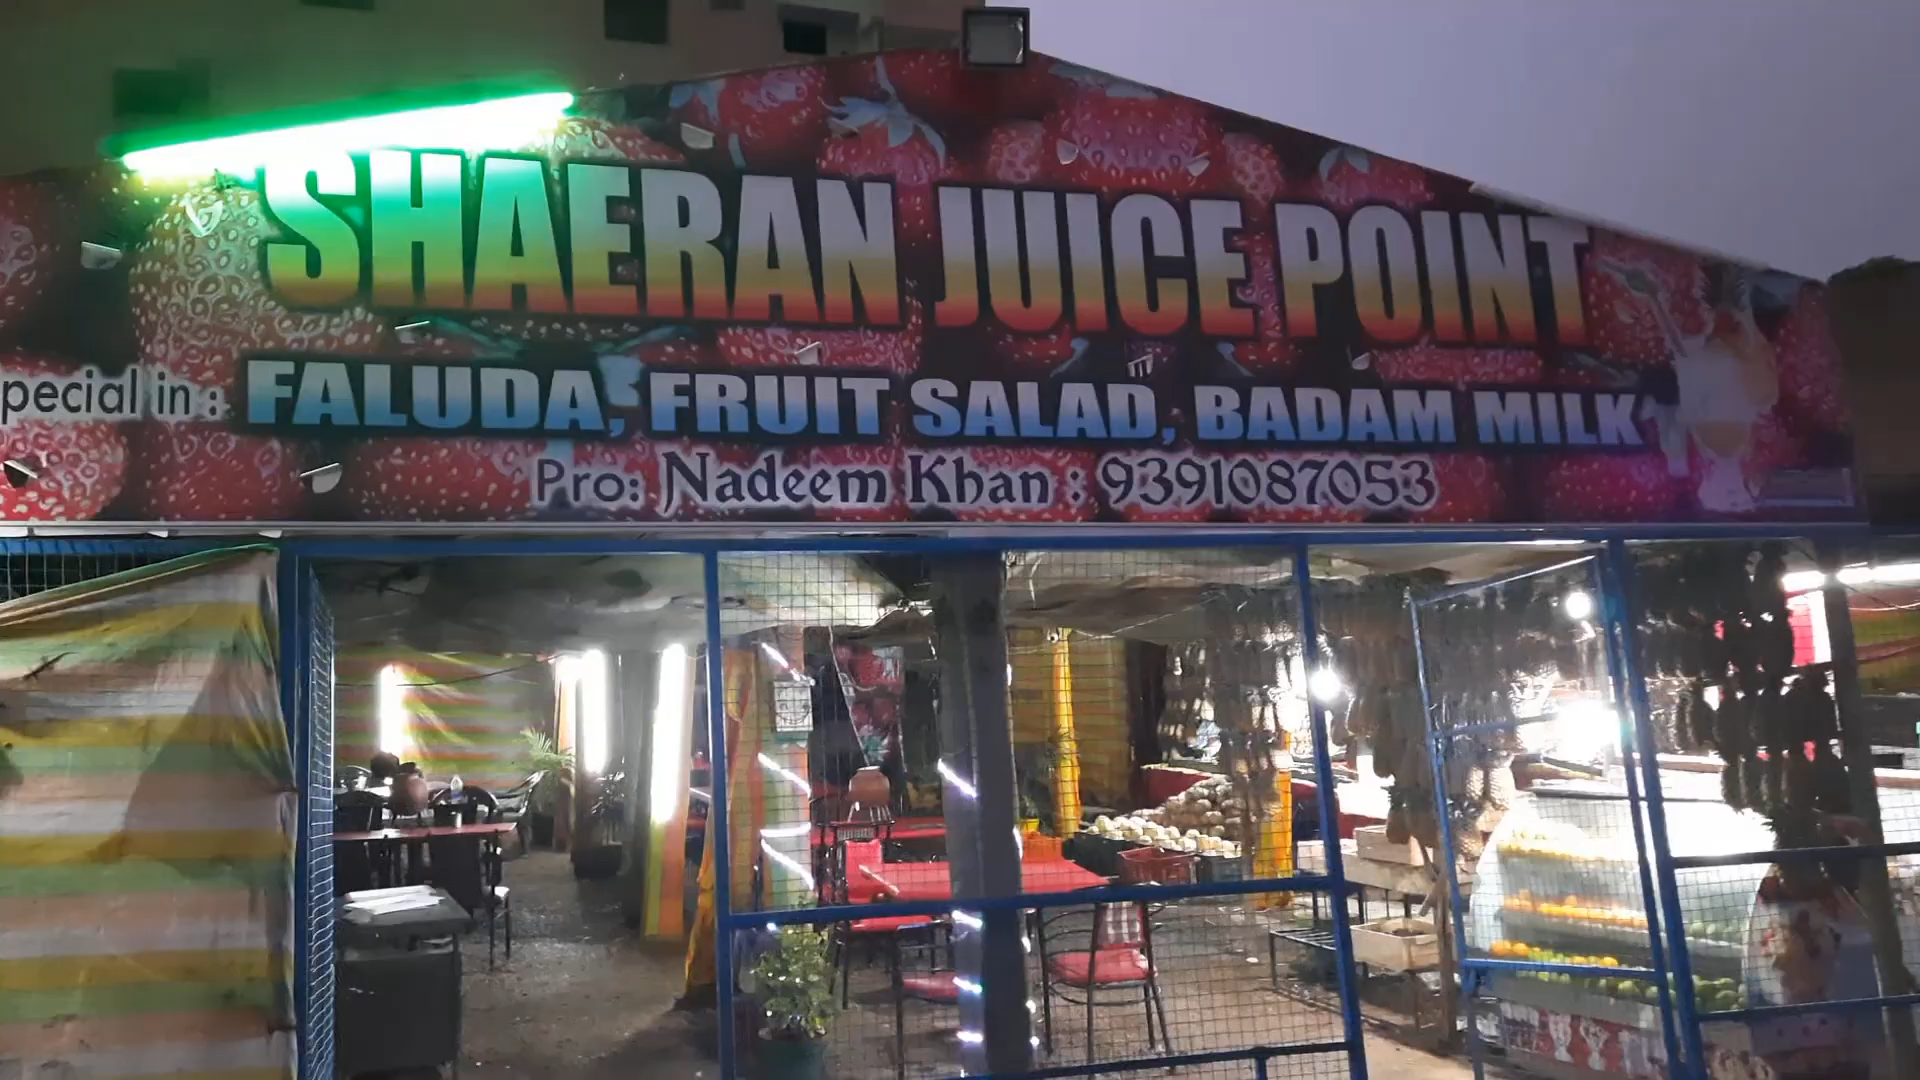 SHAERAN JUICE POINT
pecial in : FALUDA, FRUIT SALAD, BADAM MILK
Pro: Nadeem Khan : 9391087053